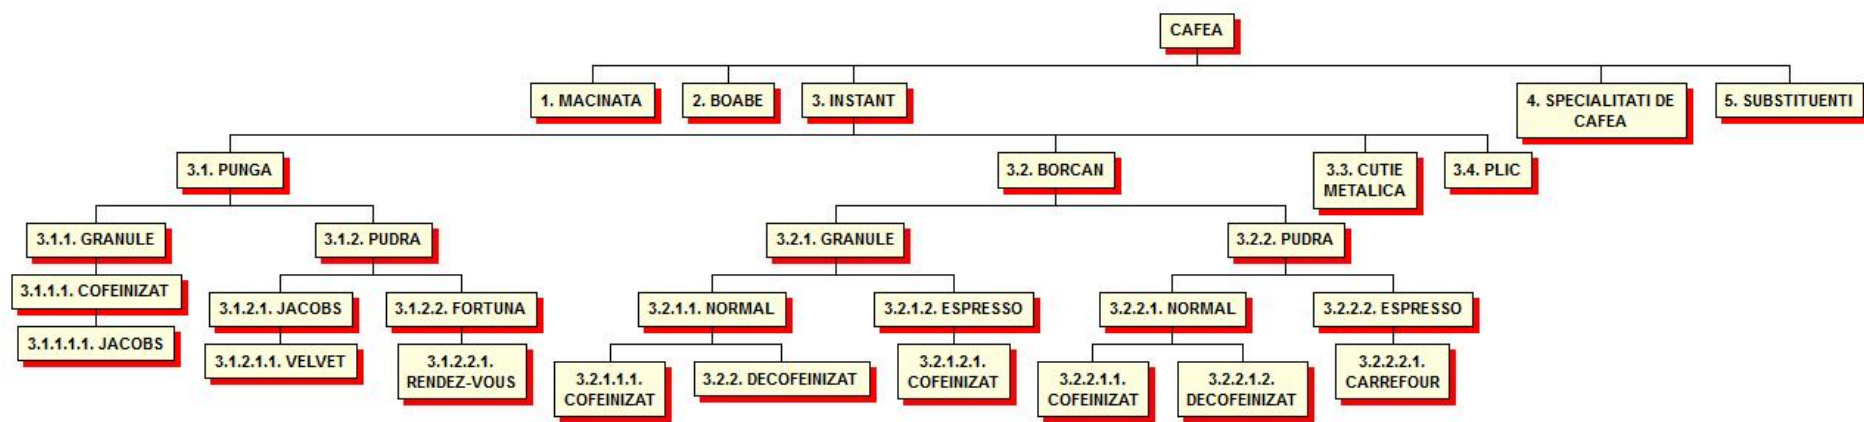 CAFEA
1. MACINATA
2. BOABE
3. INSTANT
4. SPECIALITATI DE
CAFEA
5. SUBSTITUENTI
3.1. PUNGA
3.2. BORCAN
3.3. CUTIE
METALICA
3.4. PLIC
3.1.1. GRANULE
3.1.2. PUDRA
3.2.1. GRANULE
3.2.2. PUDRA
3.1.1.1. COFEINIZAT
3.1.2.1. JACOBS
3.1.2.2. FORTUNA
3.2.1.1. NORMAL
3.2.1.2. ESPRESSO
3.2.2.1. NORMAL
3.2.2.2. ESPRESSO
3.1.1.1.1. JACOBS
3.1.2.1.1. VELVET
3.1.2.2.1.
RENDEZ-VOUS
3.2.1.1.1.
COFEINIZAT
3.2.2. DECOFEINIZAT
3.2.1.2.1.
COFEINIZAT
3.2.2.1.1.
COFEINIZAT
3.2.2.1.2.
DECOFEINIZAT
3.2.2.2.1.
CARREFOUR